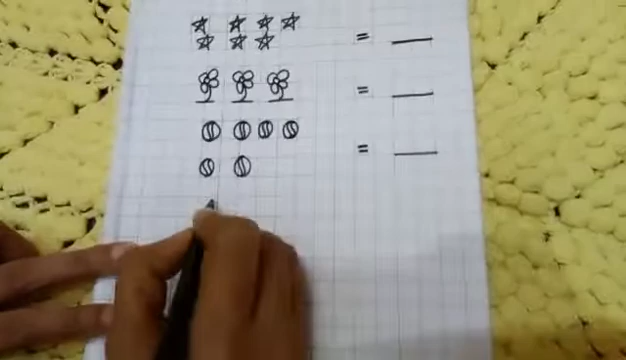 = ___
= ___
= ___